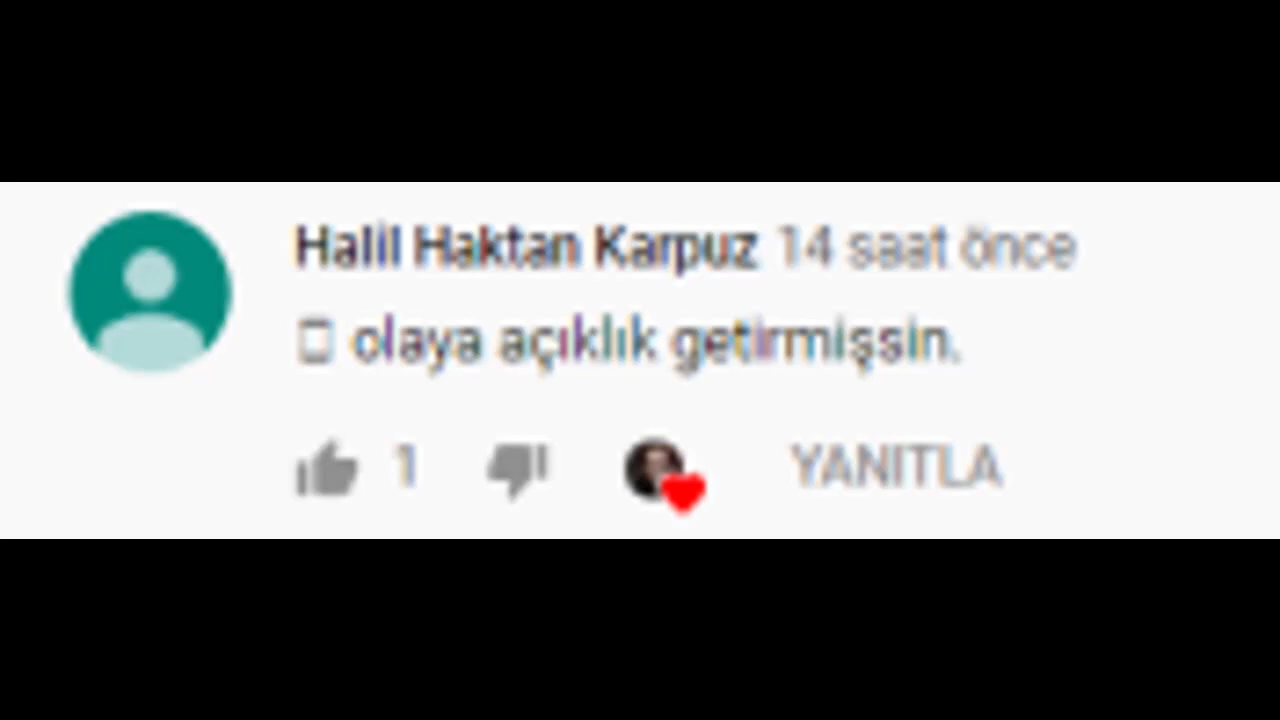 Halil Haktan Karpuz 14 saat önce
▯ olaya açıklık getirmişsin.
1 YANITLA